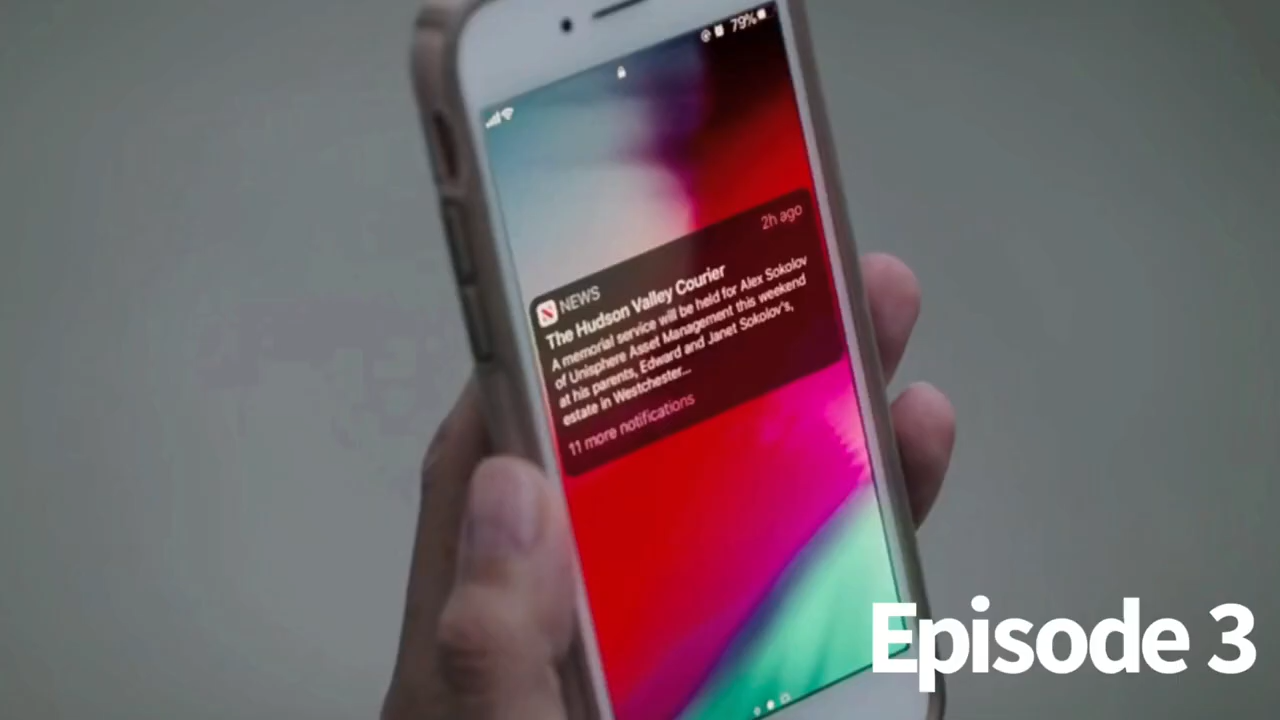 79%
2h ago
NEWS
The Hudson Valley Courier
A memorial service will be held for Alex Sokolov
of Unisphere Asset Management this weekend
at his parents, Edward and Janet Sokolov's,
estate in Westchester...
11 more notifications
Episode 3